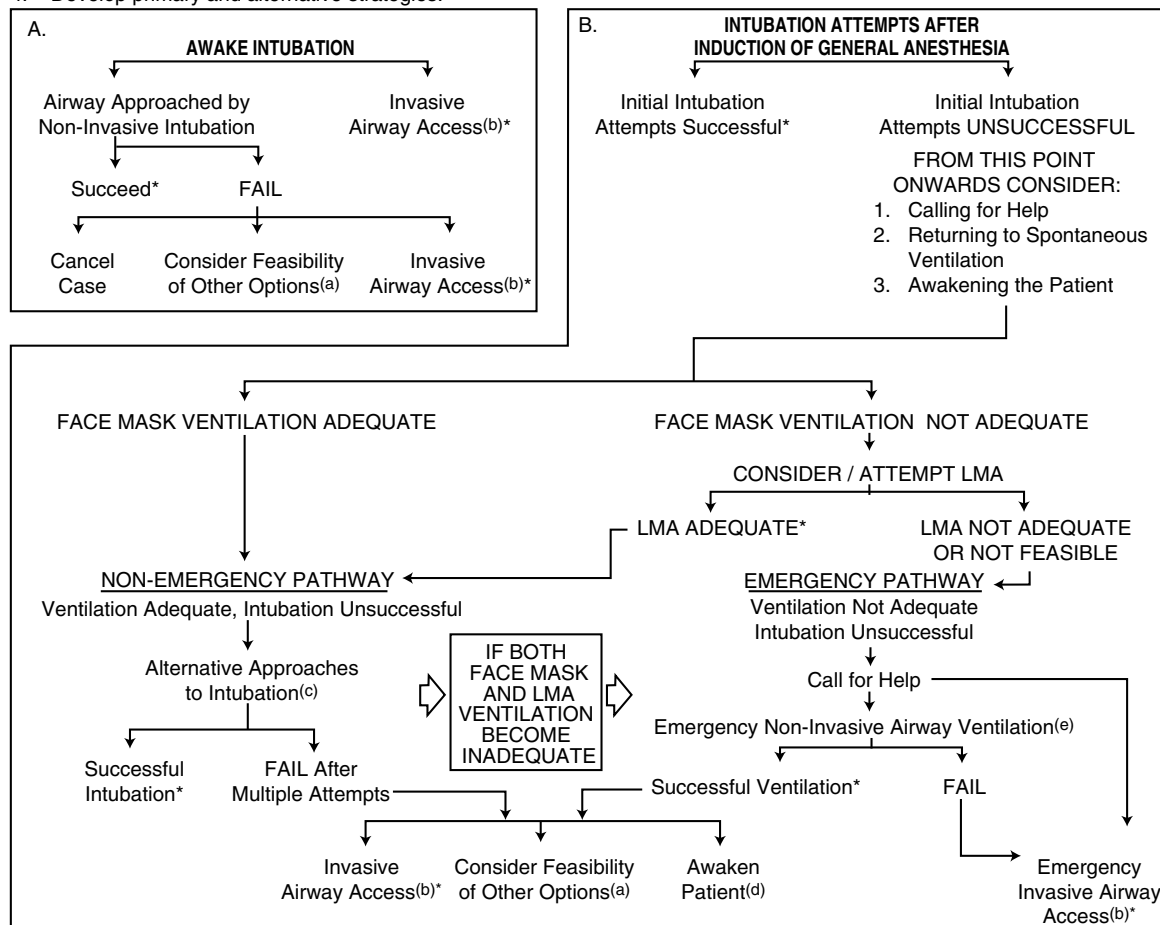 A.
AWAKE INTUBATION
Airway Approached by
Non-Invasive Intubation
Invasive
Airway Access(b)*
Succeed*
FAIL
Cancel
Case
Consider Feasibility
of Other Options(a)
Invasive
Airway Access(b)*
B.
INTUBATION ATTEMPTS AFTER
INDUCTION OF GENERAL ANESTHESIA
Initial Intubation
Attempts Successful*
Initial Intubation
Attempts UNSUCCESSFUL
FROM THIS POINT
ONWARDS CONSIDER:
1. Calling for Help
2. Returning to Spontaneous
Ventilation
3. Awakening the Patient
FACE MASK VENTILATION ADEQUATE
FACE MASK VENTILATION NOT ADEQUATE
CONSIDER / ATTEMPT LMA
LMA ADEQUATE*
LMA NOT ADEQUATE
OR NOT FEASIBLE
NON-EMERGENCY PATHWAY
Ventilation Adequate, Intubation Unsuccessful
EMERGENCY PATHWAY
Ventilation Not Adequate
Intubation Unsuccessful
Alternative Approaches
to Intubation(c)
IF BOTH
FACE MASK
AND LMA
VENTILATION
BECOME
INADEQUATE
Call for Help
Emergency Non-Invasive Airway Ventilation(e)
Successful
Intubation*
FAIL After
Multiple Attempts
Successful Ventilation*
FAIL
Invasive
Airway Access(b)*
Consider Feasibility
of Other Options(a)
Awaken
Patient(d)
Emergency
Invasive Airway
Access(b)*